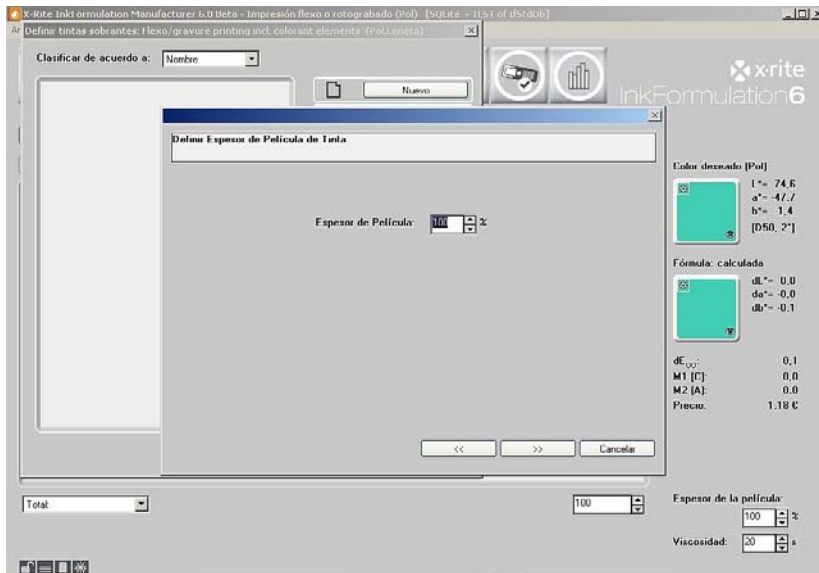 X-Rite InkFormulation Manufacturer 6.0 Beta - Impresión flexo o rotograbado (Pol) [SQLite - TEST of IfStdDb]
Definir tintas sobrantes: Flexo/gravure printing incl. colorant elements (Pol,Leneta)
Clasificar de acuerdo a:
Nombre
Nuevo
x·rite
InkFormulation6
Definir Espesor de Película de Tinta
Espesor de Película:
100
%
<<
>>
Cancelar
Color deseado (Pol)
L*= 74,6
a*= -47,7
b*= 1,4
[D50, 2°]
Fórmula: calculada
dL*= 0,0
da*= -0,0
db*= -0,1
dE00: 0,1
M1 [C]: 0,0
M2 [A]: 0,0
Precio: 1.18 €
Total:
100
Espesor de la película:
100
%
Viscosidad:
20
s